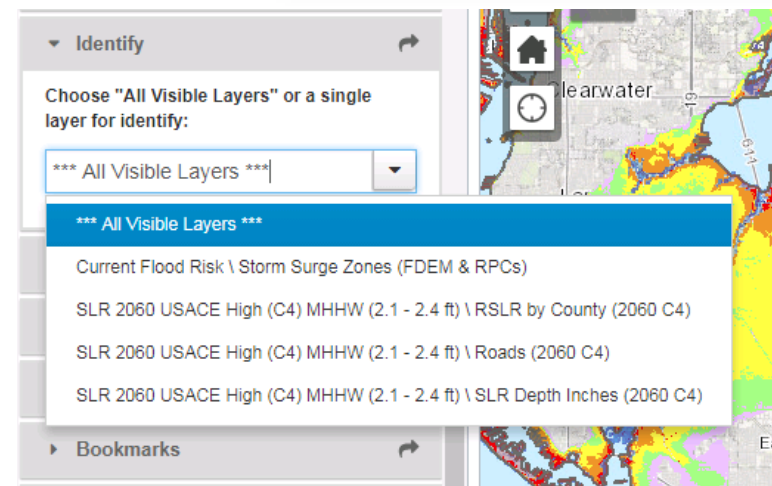 Identify
Choose "All Visible Layers" or a single
layer for identify:
*** All Visible Layers ***
*** All Visible Layers ***
Current Flood Risk \ Storm Surge Zones (FDEM & RPCs)
SLR 2060 USACE High (C4) MHHW (2.1 - 2.4 ft) \ RSLR by County (2060 C4)
SLR 2060 USACE High (C4) MHHW (2.1 - 2.4 ft) \ Roads (2060 C4)
SLR 2060 USACE High (C4) MHHW (2.1 - 2.4 ft) \ SLR Depth Inches (2060 C4)
Bookmarks
Clearwater
19
611